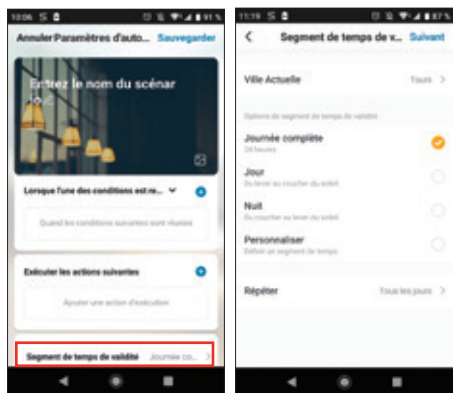 10:06 S 91 %
Annuler Paramètres d'auto... Sauvegarder
Entrez le nom du scénar
io
Lorsque l'une des conditions est re...
Quand les conditions suivantes sont réunies
Exécuter les actions suivantes
Ajouter une action d'exécution
Segment de temps de validité Journée co...
11:19 S 87 %
Segment de temps de v... Suivant
Ville Actuelle Tours
Options de segment de temps de validité
Journée complète
24 heures
Jour
Du lever au coucher du soleil
Nuit
Du coucher au lever du soleil
Personnaliser
Définir un segment de temps
Répéter Tous les jours